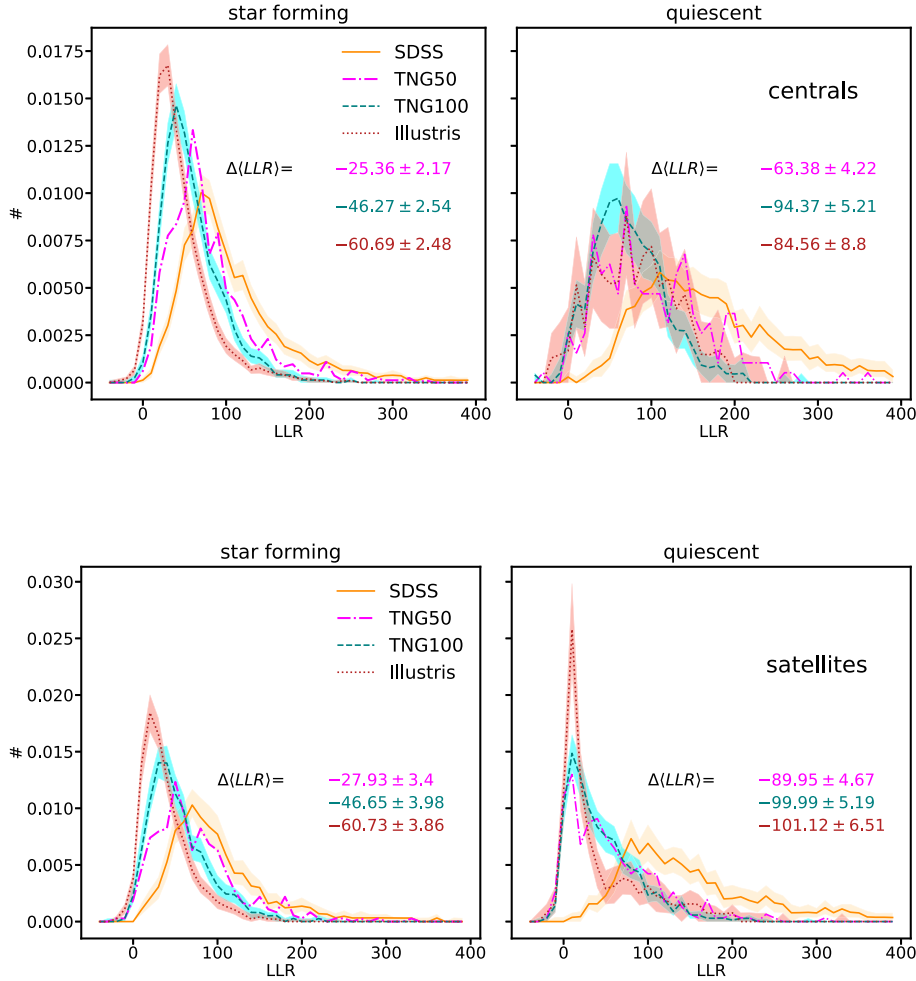 star forming
quiescent
SDSS
TNG50
TNG100
Illustris
centrals
Δ⟨LLR⟩=
−25.36 ± 2.17
−46.27 ± 2.54
−60.69 ± 2.48
−63.38 ± 4.22
−94.37 ± 5.21
−84.56 ± 8.8
#
0.0175
0.0150
0.0125
0.0100
0.0075
0.0050
0.0025
0.0000
0 100 200 300 400
LLR
0 100 200 300 400
LLR
star forming
quiescent
SDSS
TNG50
TNG100
Illustris
satellites
Δ⟨LLR⟩=
−27.93 ± 3.4
−46.65 ± 3.98
−60.73 ± 3.86
Δ⟨LLR⟩=
−89.95 ± 4.67
−99.99 ± 5.19
−101.12 ± 6.51
#
0.030
0.025
0.020
0.015
0.010
0.005
0.000
0 100 200 300 400
LLR
0 100 200 300 400
LLR